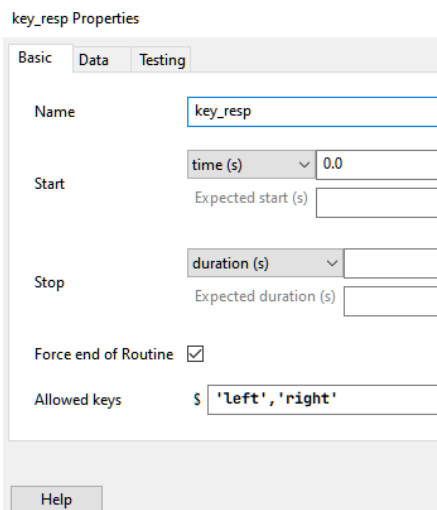 key_resp Properties
Basic Data Testing
Name key_resp
Start time (s) 0.0
Expected start (s)
Stop duration (s)
Expected duration (s)
Force end of Routine
Allowed keys $ 'left','right'
Help